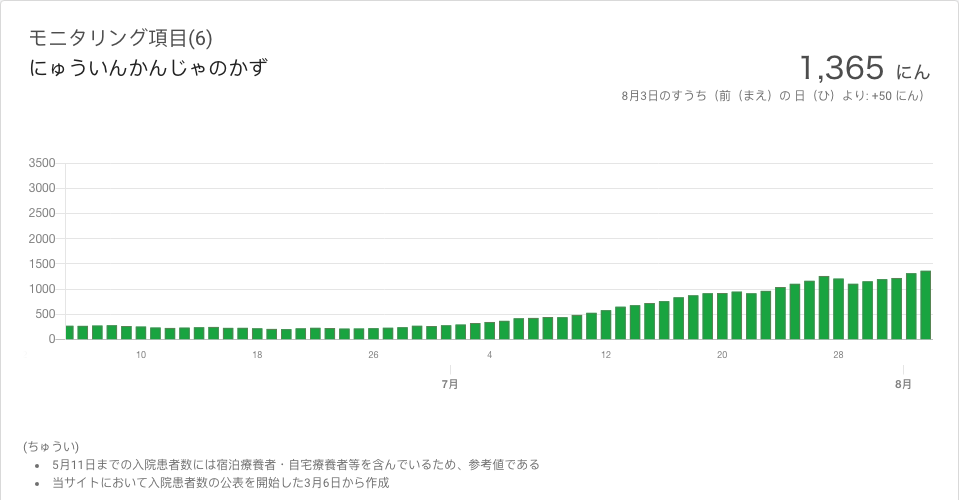 モニタリング項目(6)
にゅういんかんじゃのかず
1,365 にん
8月3日のすうち（前（まえ）の 日（ひ）より: +50 にん）
3500
3000
2500
2000
1500
1000
500
0
10 18 26 4 12 20 28
7月 8月
(ちゅうい)
• 5月11日までの入院患者数には宿泊療養者・自宅療養者等を含んでいるため、参考値である
• 当サイトにおいて入院患者数の公表を開始した3月6日から作成